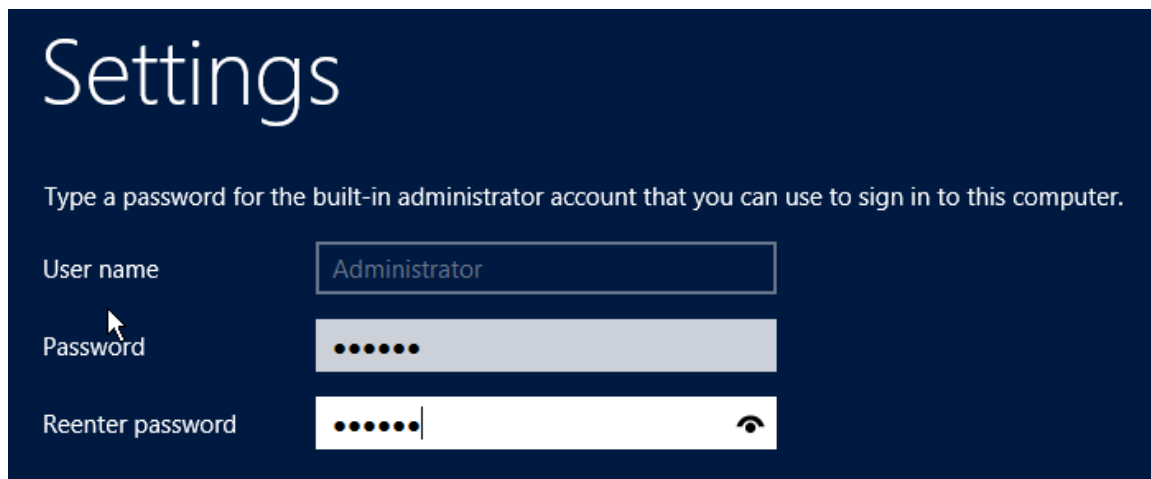 Settings
Type a password for the built-in administrator account that you can use to sign in to this computer.
User name
Administrator
Password
••••••
Reenter password
••••••